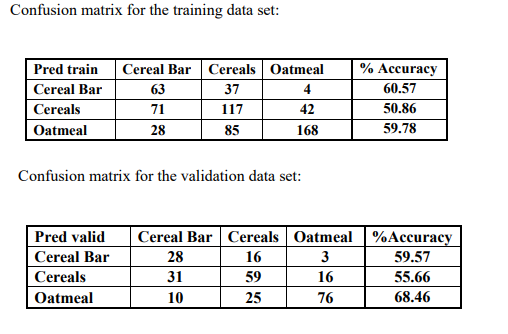 Confusion matrix for the training data set:
Pred train Cereal Bar Cereals Oatmeal % Accuracy
Cereal Bar 63 37 4 60.57
Cereals 71 117 42 50.86
Oatmeal 28 85 168 59.78
Confusion matrix for the validation data set:
Pred valid Cereal Bar Cereals Oatmeal %Accuracy
Cereal Bar 28 16 3 59.57
Cereals 31 59 16 55.66
Oatmeal 10 25 76 68.46